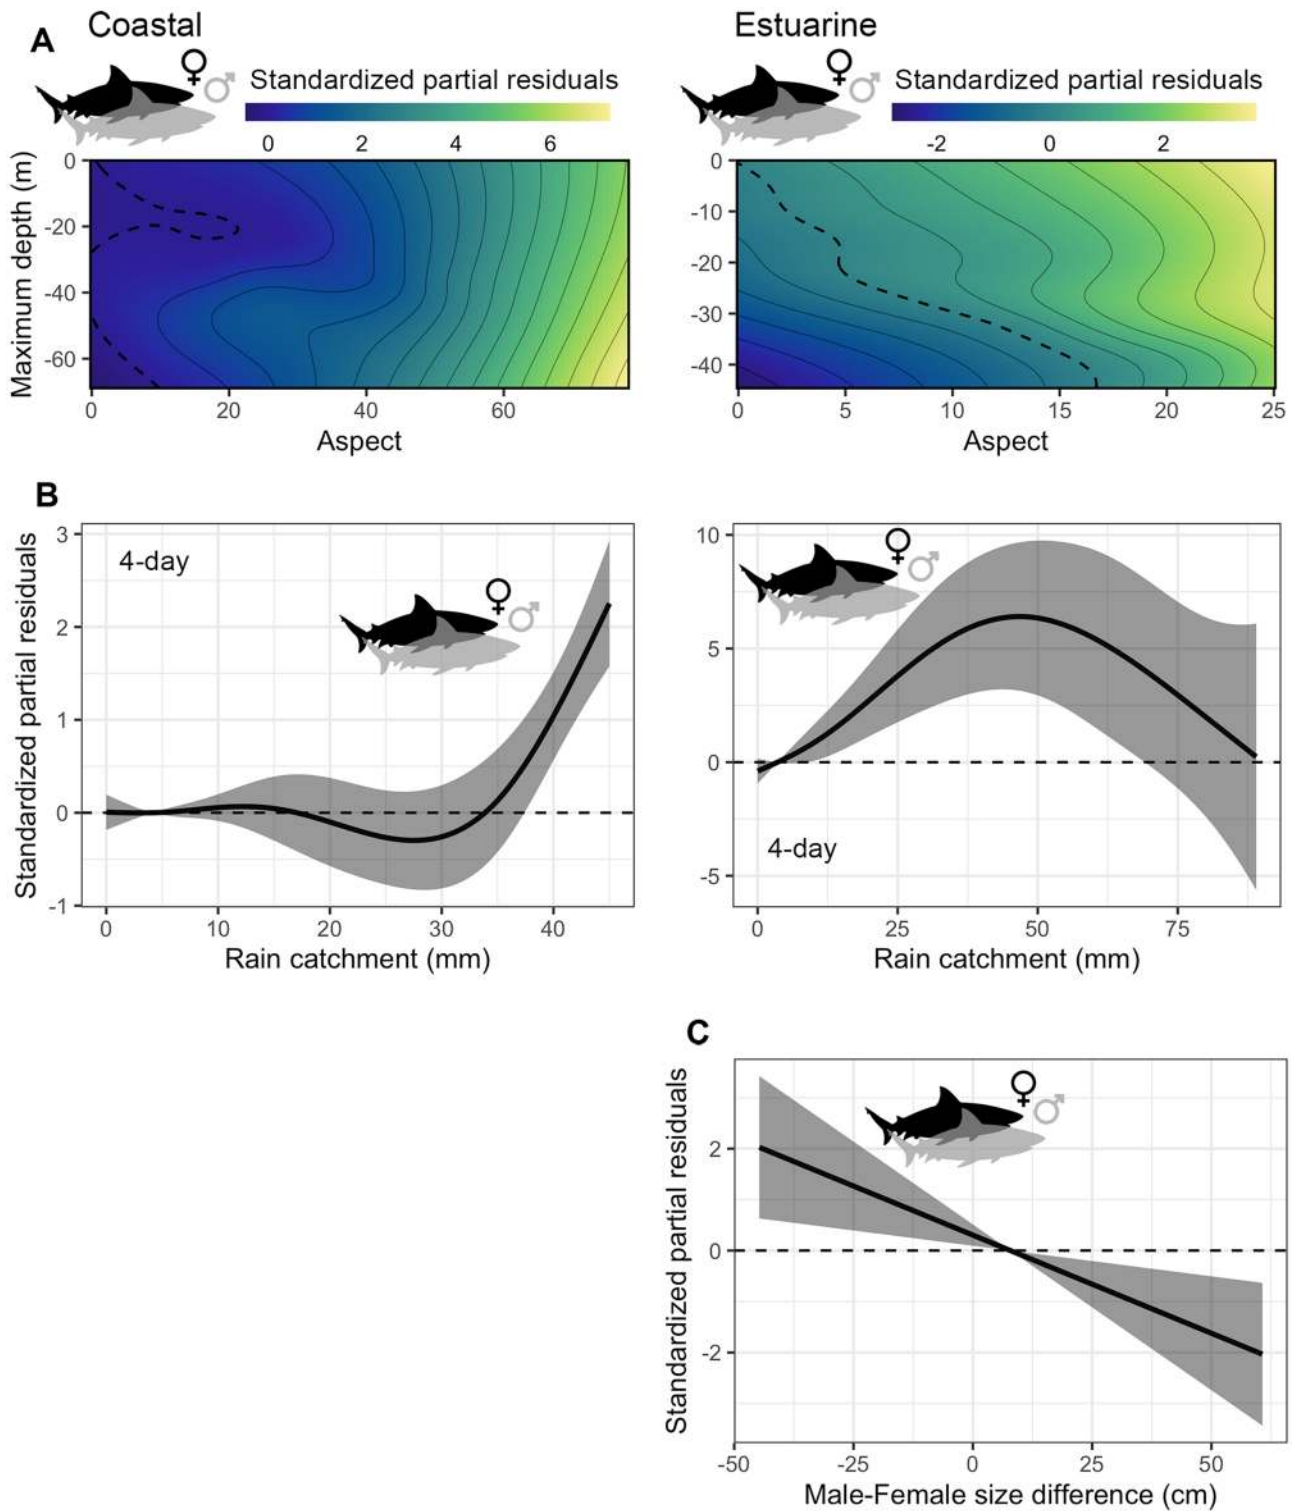 A
Coastal
Estuarine
♀
♂
Standardized partial residuals
0 2 4 6
♀
♂
Standardized partial residuals
-2 0 2
Maximum depth (m)
0
-20
-40
-60
0 20 40 60
Aspect
0
-10
-20
-30
-40
0 5 10 15 20 25
Aspect
B
Standardized partial residuals
3
2
1
0
-1
4-day
♀
♂
0 10 20 30 40
Rain catchment (mm)
10
5
0
-5
♀
♂
4-day
0 25 50 75
Rain catchment (mm)
C
Standardized partial residuals
2
0
-2
♀
♂
-50 -25 0 25 50
Male-Female size difference (cm)